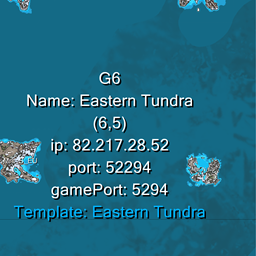 G6
Name: Eastern Tundra
(6,5)
ip: 82.217.28.52
port: 52294
gamePort: 5294
Template: Eastern Tundra